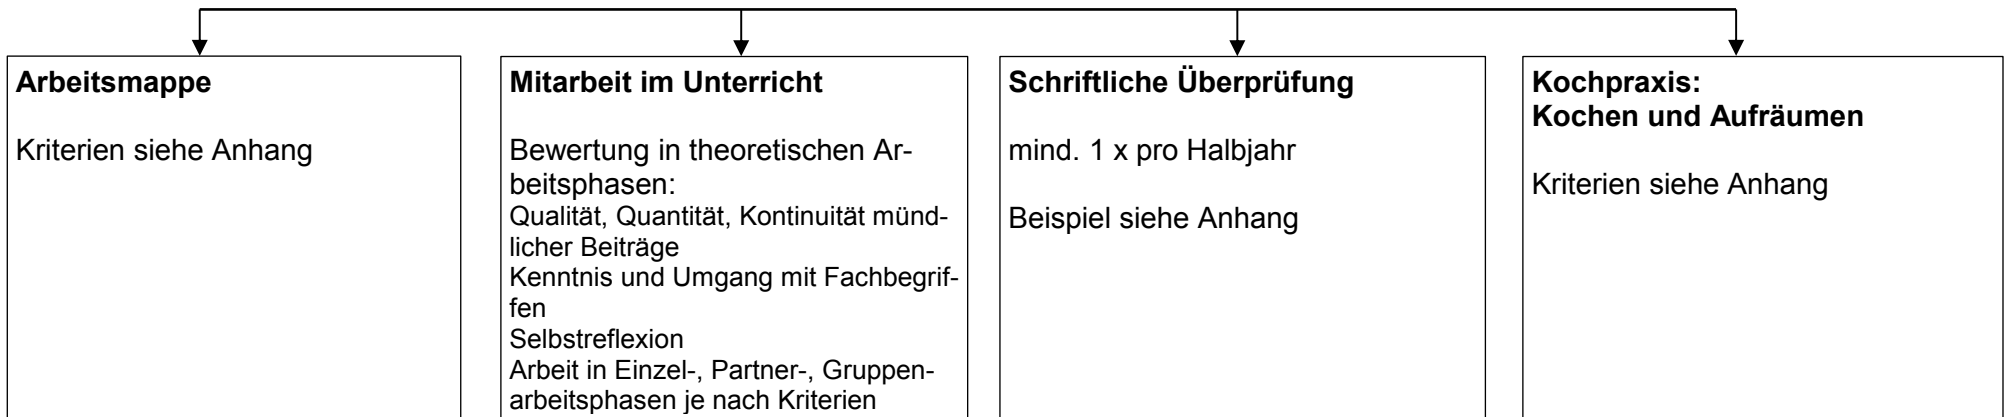 Arbeitsmappe
Kriterien siehe Anhang
Mitarbeit im Unterricht
Bewertung in theoretischen Ar-
beitsphasen:
Qualität, Quantität, Kontinuität münd-
licher Beiträge
Kenntnis und Umgang mit Fachbegrif-
fen
Selbstreflexion
Arbeit in Einzel-, Partner-, Gruppen-
arbeitsphasen je nach Kriterien
Schriftliche Überprüfung
mind. 1 x pro Halbjahr
Beispiel siehe Anhang
Kochpraxis:
Kochen und Aufräumen
Kriterien siehe Anhang